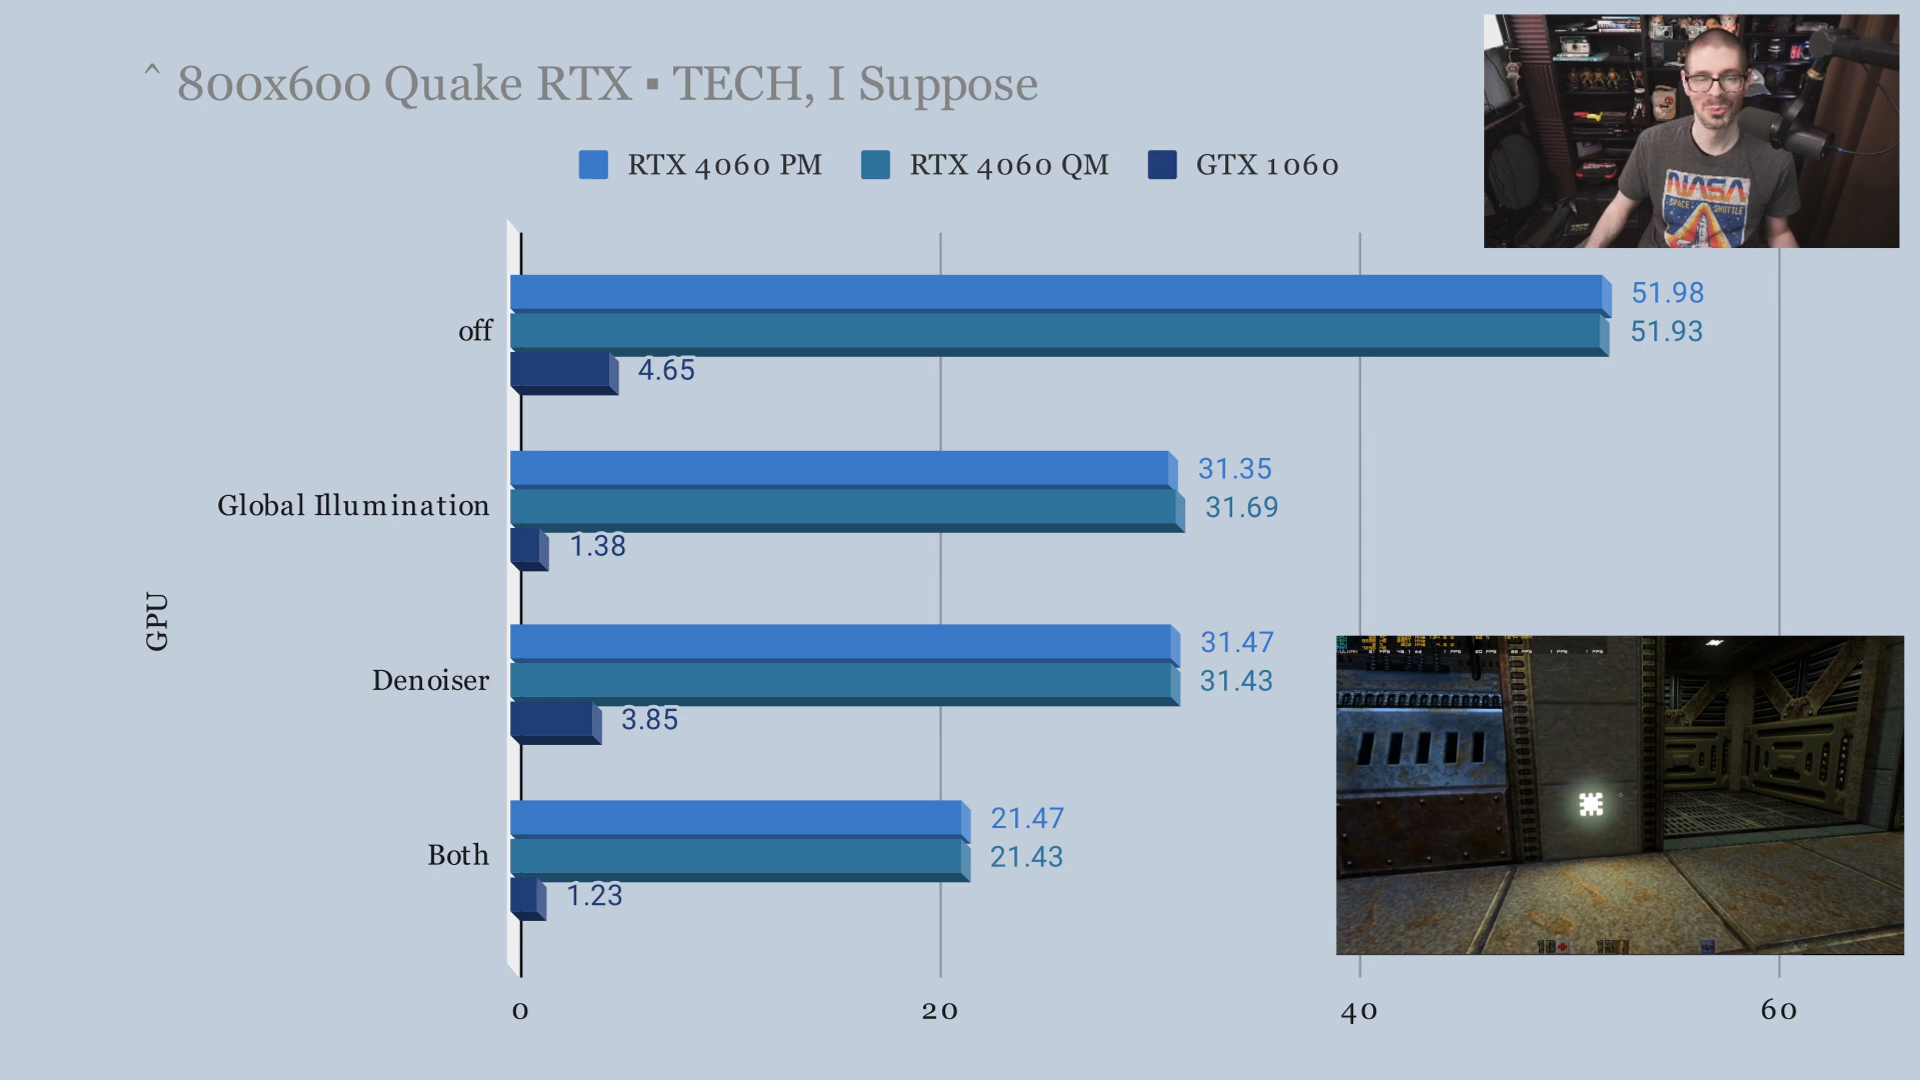 ^ 800x600 Quake RTX ▪ TECH, I Suppose
RTX 4060 PM
RTX 4060 QM
GTX 1060
NASA
SPACE SHUTTLE
off
51.98
51.93
4.65
Global Illumination
31.35
31.69
1.38
GPU
Denoiser
31.47
31.43
3.85
Both
21.47
21.43
1.23
0
20
40
60